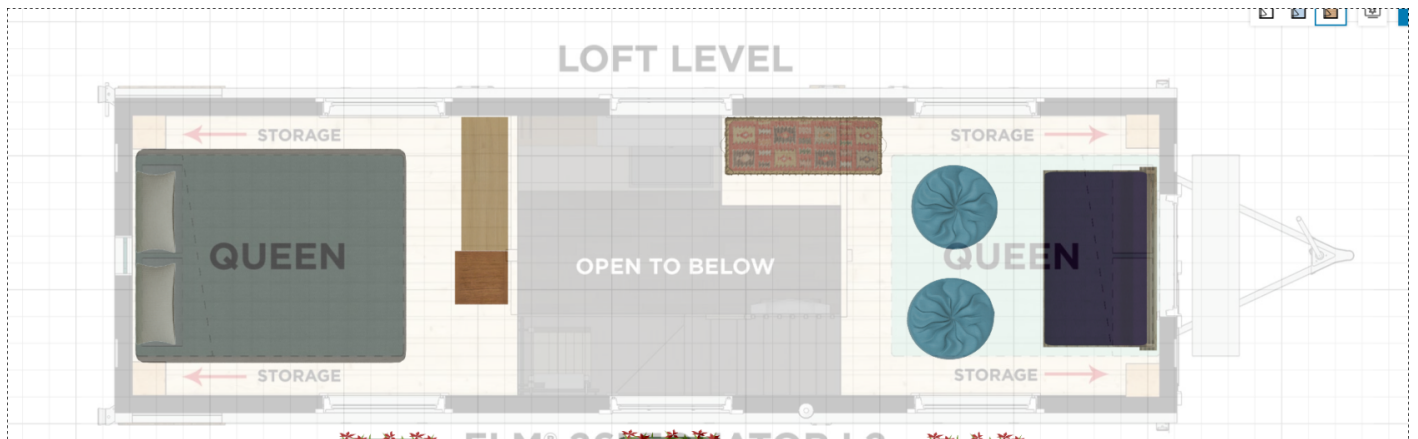 LOFT LEVEL
STORAGE
STORAGE
QUEEN
OPEN TO BELOW
QUEEN
STORAGE
STORAGE